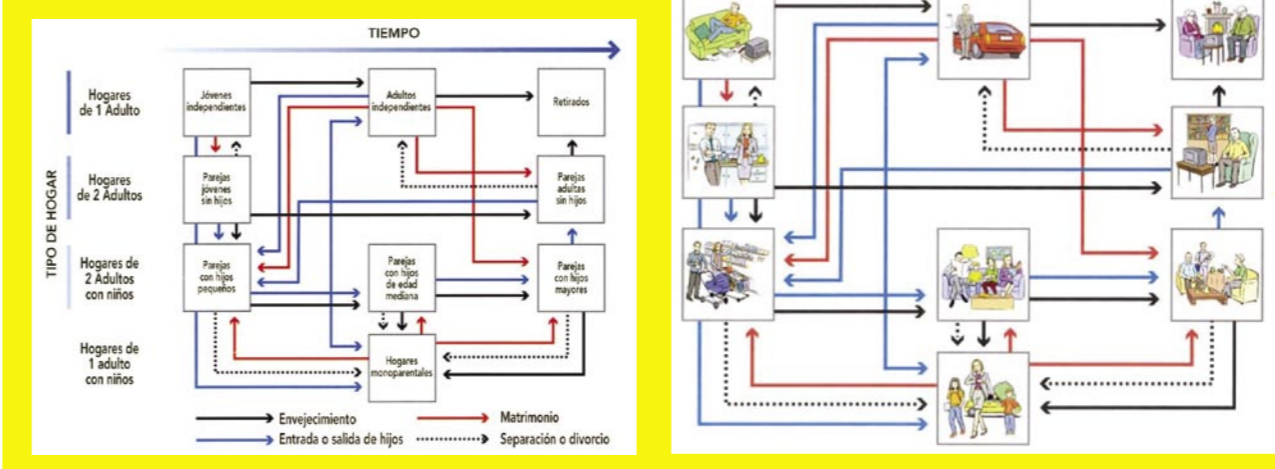 TIEMPO
TIPO DE HOGAR
Hogares
de 1 Adulto
Jóvenes
independientes
Adultos
independientes
Retirados
Hogares
de 2 Adultos
Parejas
jóvenes
sin hijos
Parejas
adultas
sin hijos
Hogares de
2 Adultos
con niños
Parejas
con hijos
pequeños
Parejas
con hijos
de edad
mediana
Parejas
con hijos
mayores
Hogares de
1 adulto
con niños
Hogares
monoparentales
Envejecimiento
Matrimonio
Entrada o salida de hijos
Separación o divorcio